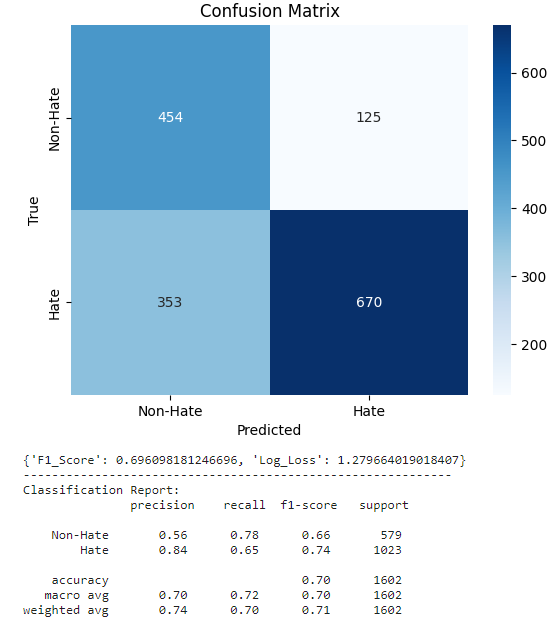 Confusion Matrix
Non-Hate
454
125
600
500
True
400
Hate
353
670
300
200
Non-Hate
Hate
Predicted
{'F1_Score': 0.696098181246696, 'Log_Loss': 1.279664019018407}
------------------------------------------------------------
Classification Report:
precision recall f1-score support
Non-Hate 0.56 0.78 0.66 579
Hate 0.84 0.65 0.74 1023
accuracy 0.70 1602
macro avg 0.70 0.72 0.70 1602
weighted avg 0.74 0.70 0.71 1602